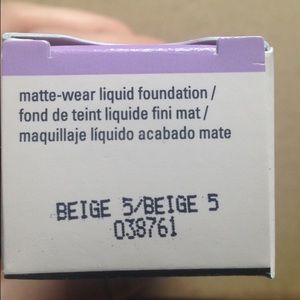 matte-wear liquid foundation /
fond de teint liquide fini mat /
maquillaje líquido acabado mate
BEIGE 5/BEIGE 5
038761